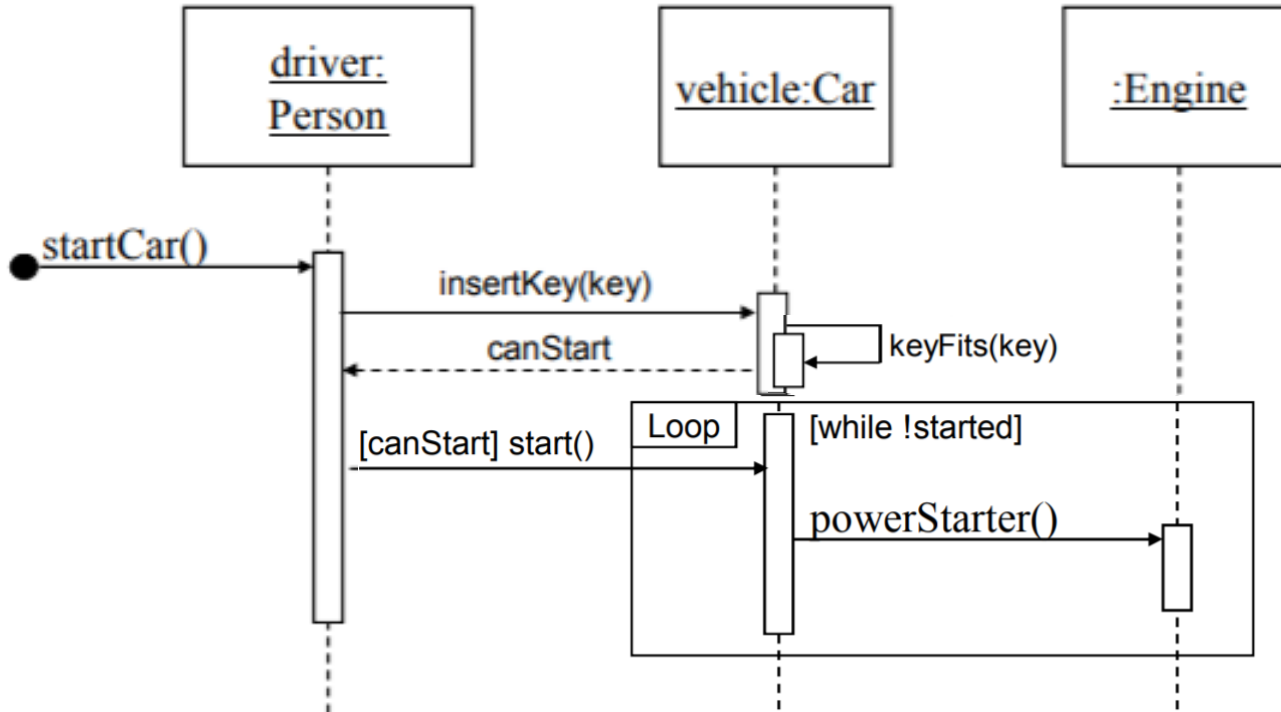 driver:
Person
vehicle:Car
:Engine
startCar()
insertKey(key)
canStart
keyFits(key)
Loop
[while !started]
[canStart] start()
powerStarter()